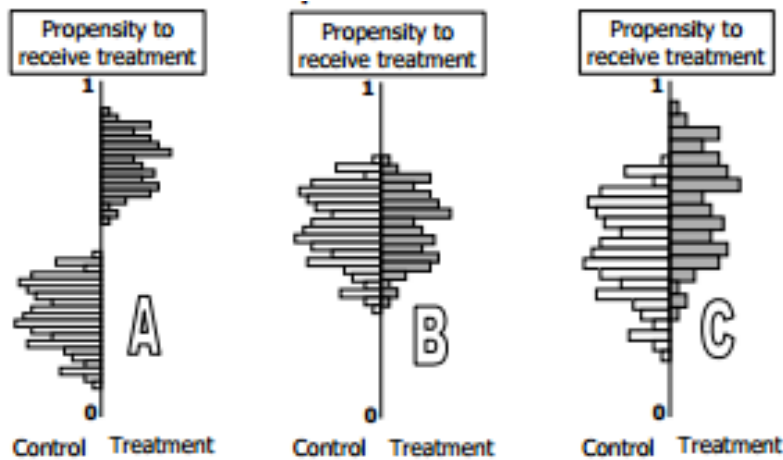 Propensity to
receive treatment
1
A
0
Control Treatment
Propensity to
receive treatment
1
B
0
Control Treatment
Propensity to
receive treatment
1
C
0
Control Treatment